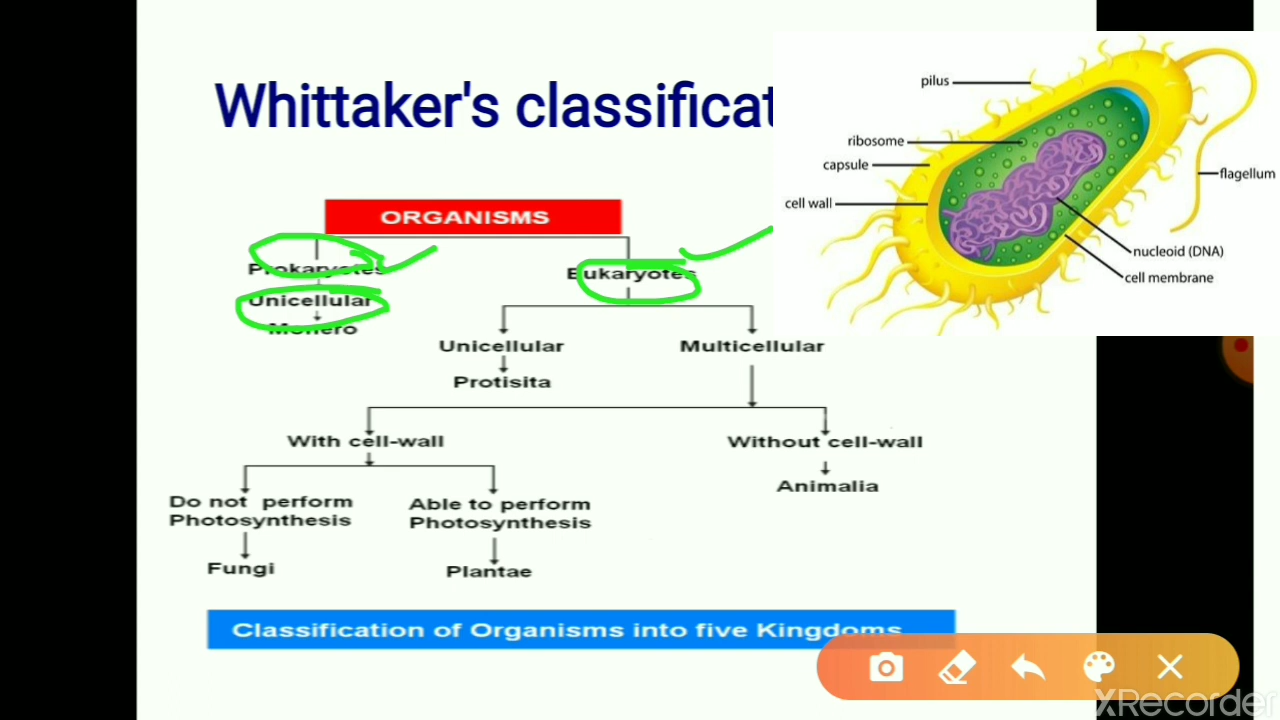 Whittaker's classificat
pilus
ribosome
capsule
cell wall
flagellum
nucleoid (DNA)
cell membrane
ORGANISMS
Prokaryotes
Eukaryotes
Unicellular
Monero
Unicellular
Multicellular
Protisita
With cell-wall
Without cell-wall
Animalia
Do not perform
Photosynthesis
Able to perform
Photosynthesis
Fungi
Plantae
Classification of Organisms into five Kingdoms
XRecorder